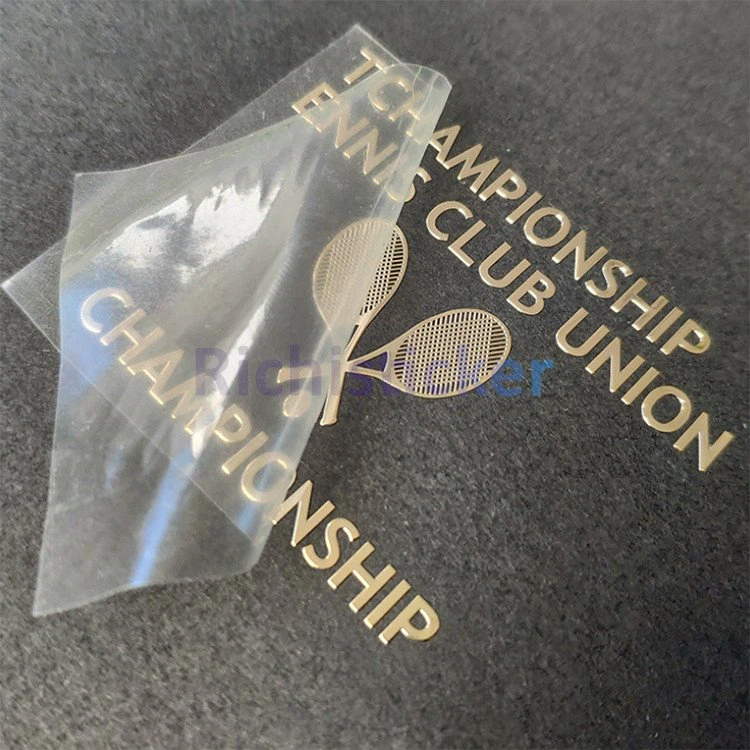 TCHAMPIONSHIP
ENNIS CLUB UNION
Richisticker
CHAMPIONSHIP